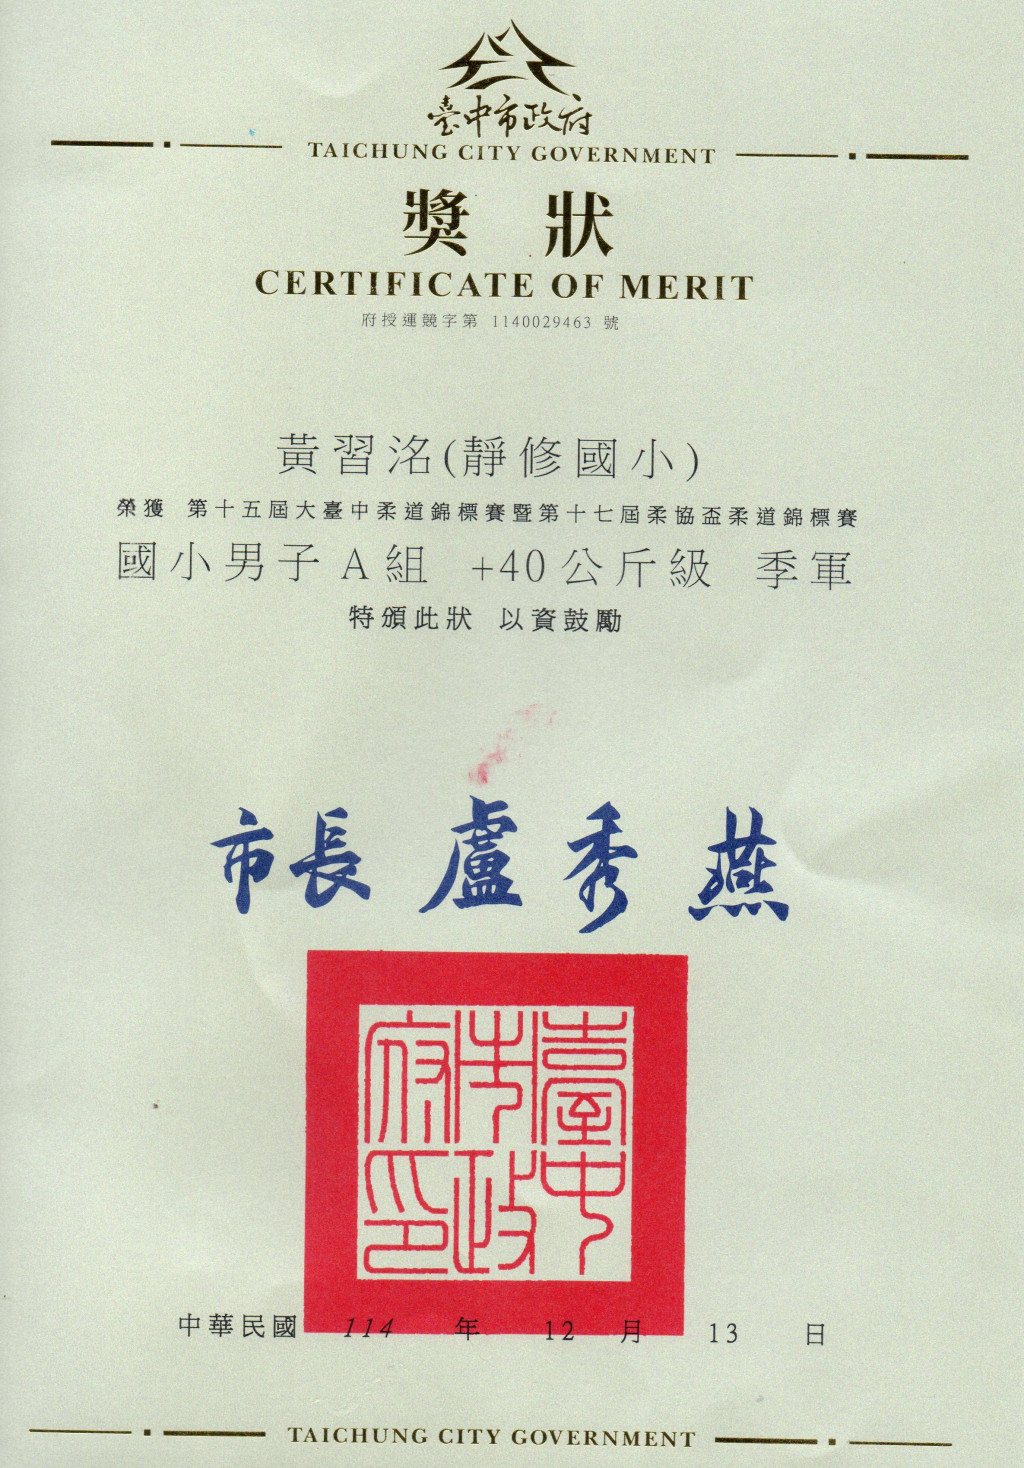 臺中市政府
TAICHUNG CITY GOVERNMENT
獎 狀
CERTIFICATE OF MERIT
府授運競字第 1140029463 號
黃習洺(靜修國小)
榮獲 第十五屆大臺中柔道錦標賽暨第十七屆柔協盃柔道錦標賽
國小男子 A組 +40公斤級 季軍
特頒此狀 以資鼓勵
市長 盧秀燕
臺中市政府印
中華民國 114 年 12 月 13 日
TAICHUNG CITY GOVERNMENT